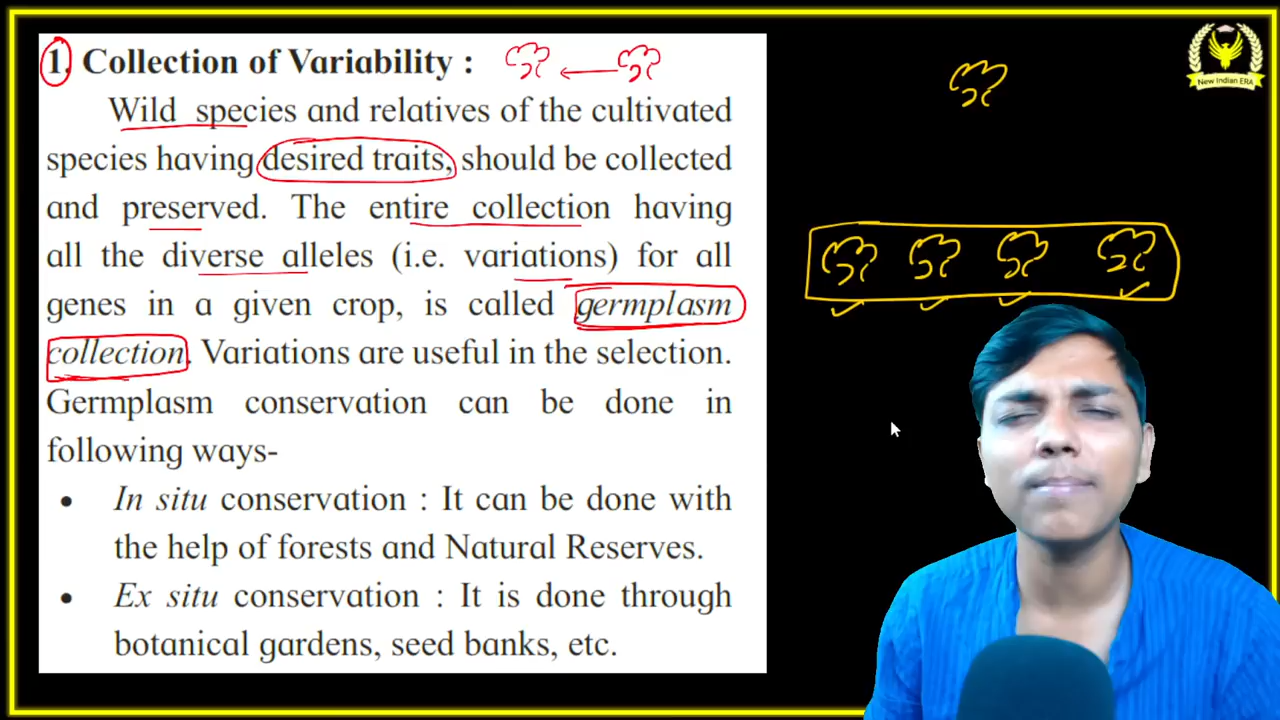 1. Collection of Variability :
Wild species and relatives of the cultivated
species having desired traits, should be collected
and preserved. The entire collection having
all the diverse alleles (i.e. variations) for all
genes in a given crop, is called germplasm
collection. Variations are useful in the selection.
Germplasm conservation can be done in
following ways-
• In situ conservation : It can be done with
the help of forests and Natural Reserves.
• Ex situ conservation : It is done through
botanical gardens, seed banks, etc.
New Indian ERA